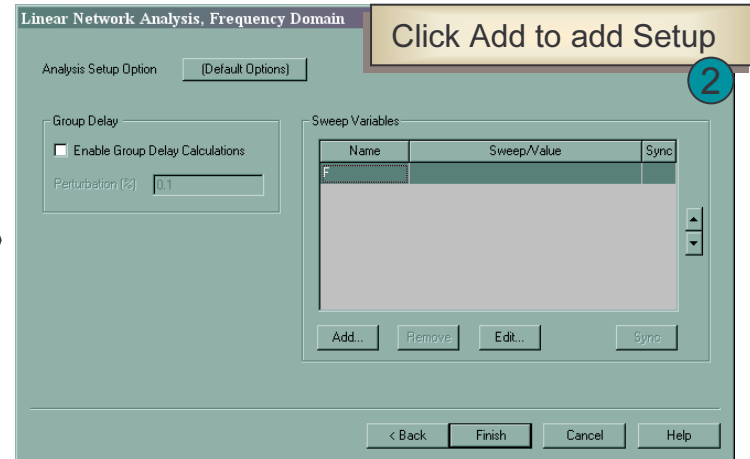 Linear Network Analysis, Frequency Domain
Click Add to add Setup
2
Analysis Setup Option (Default Options)
Group Delay
Enable Group Delay Calculations
Perturbation (%) 0.1
Sweep Variables
Name Sweep/Value Sync
F
Add... Remove Edit... Sync
< Back Finish Cancel Help